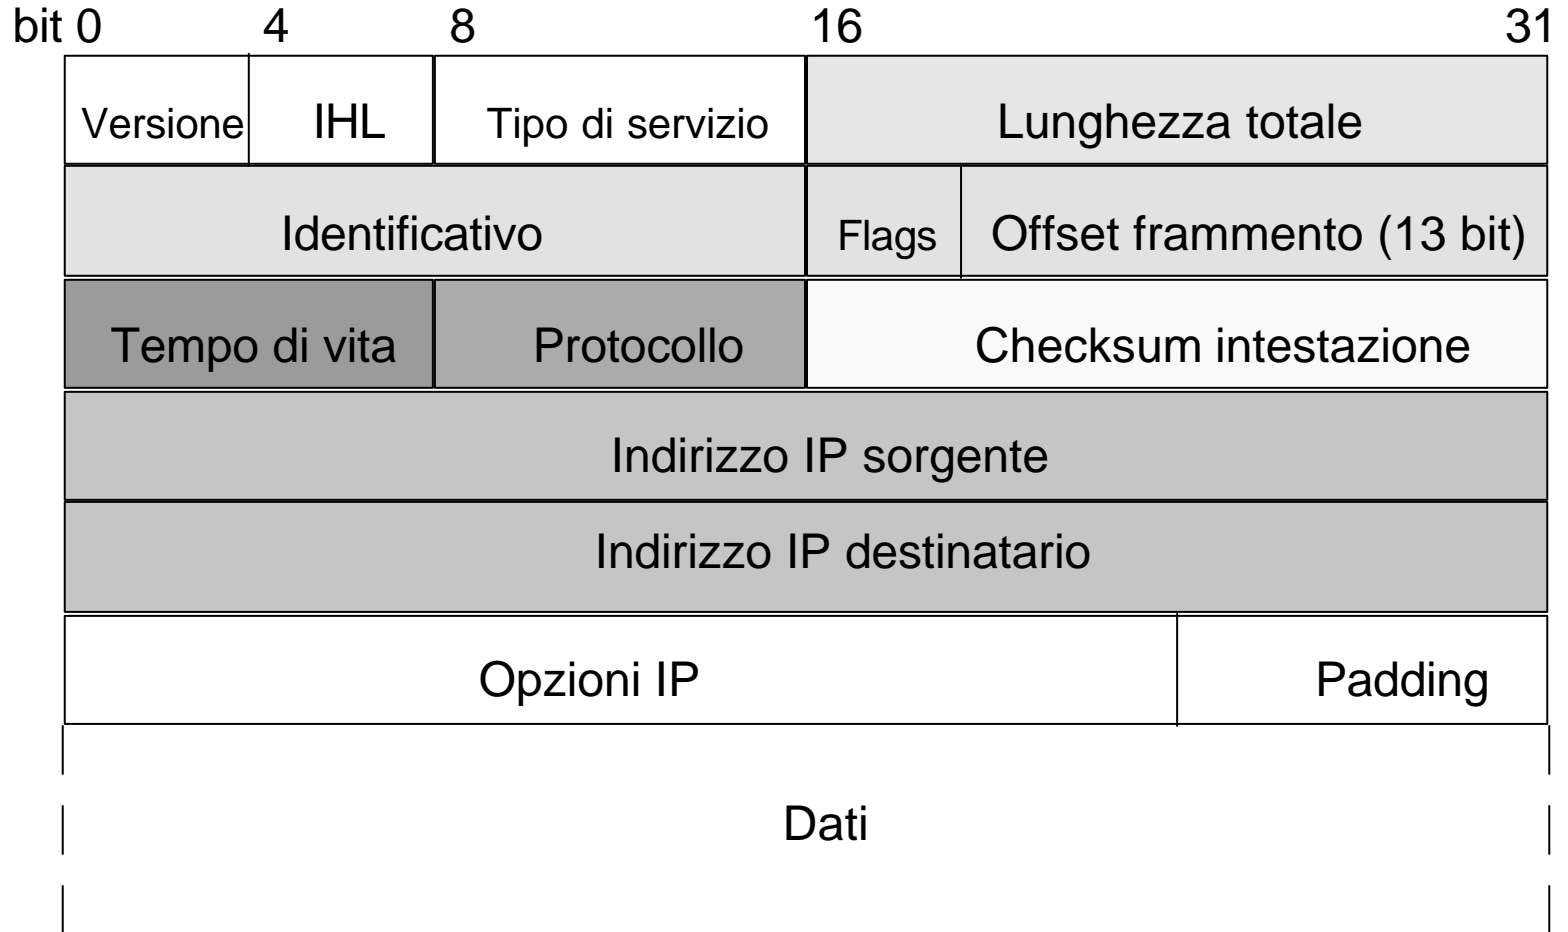 bit 0 4 8 16 31
Versione IHL Tipo di servizio Lunghezza totale
Identificativo Flags Offset frammento (13 bit)
Tempo di vita Protocollo Checksum intestazione
Indirizzo IP sorgente
Indirizzo IP destinatario
Opzioni IP Padding
Dati